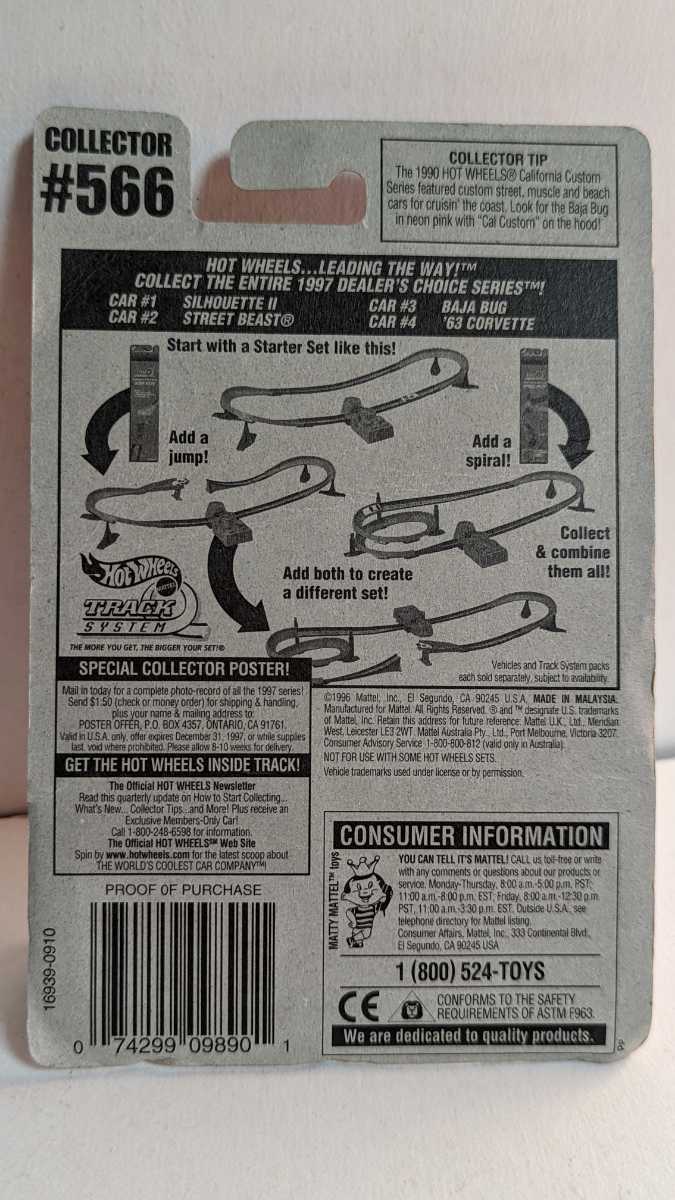 COLLECTOR
#566
COLLECTOR TIP
The 1990 HOT WHEELS® California Custom
Series featured custom street, muscle and beach
cars for cruisin' the coast. Look for the Baja Bug
in neon pink with "Cal Custom" on the hood!
HOT WHEELS...LEADING THE WAY!™
COLLECT THE ENTIRE 1997 DEALER'S CHOICE SERIES™!
CAR #1 SILHOUETTE II CAR #3 BAJA BUG
CAR #2 STREET BEAST® CAR #4 '63 CORVETTE
Start with a Starter Set like this!
Add a
jump!
Add a
spiral!
Collect
& combine
them all!
Add both to create
a different set!
Hot Wheels
MATTEL
TRACK
SYSTEM
THE MORE YOU GET, THE BIGGER YOUR SET!®
Vehicles and Track System packs
each sold separately, subject to availability.
SPECIAL COLLECTOR POSTER!
Mail in today for a complete photo-record of all the 1997 series!
Send $1.50 (check or money order) for shipping & handling,
plus your name & mailing address to:
POSTER OFFER, P.O. BOX 4357, ONTARIO, CA 91761.
Valid in U.S.A. only, offer expires December 31, 1997, or while supplies
last, void where prohibited. Please allow 8-10 weeks for delivery.
GET THE HOT WHEELS INSIDE TRACK!
The Official HOT WHEELS Newsletter
Read this quarterly update on How to Start Collecting...
What's New... Collector Tips...and More! Plus receive an
Exclusive Members-Only Car!
Call 1-800-248-6598 for information.
The Official HOT WHEELS℠ Web Site
Spin by www.hotwheels.com for the latest scoop about
THE WORLD'S COOLEST CAR COMPANY™!
©1996 Mattel, Inc., El Segundo, CA 90245 U.S.A. MADE IN MALAYSIA.
Manufactured for Mattel. All Rights Reserved. ® and ™ designate U.S. trademarks
of Mattel, Inc. Retain this address for future reference: Mattel U.K., Ltd., Meridian
West, Leicester LE3 2WT. Mattel Australia Pty., Ltd., Port Melbourne, Victoria 3207.
Consumer Advisory Service 1-800-800-812 (valid only in Australia).
NOT FOR USE WITH SOME HOT WHEELS SETS.
Vehicle trademarks used under license or by permission.
PROOF OF PURCHASE
16939-0910
0 74299 09890 1
CONSUMER INFORMATION
MATTY MATTEL™ toys
YOU CAN TELL IT'S MATTEL! CALL us toll-free or write
with any comments or questions about our products or
service. Monday-Thursday, 8:00 a.m.-5:00 p.m. PST;
11:00 a.m.-8:00 p.m. EST; Friday, 8:00 a.m.-12:30 p.m.
PST, 11:00 a.m.-3:30 p.m. EST. Outside U.S.A., see
telephone directory for Mattel listing.
Consumer Affairs, Mattel, Inc., 333 Continental Blvd.,
El Segundo, CA 90245 USA
1 (800) 524-TOYS
CE
CONFORMS TO THE SAFETY
REQUIREMENTS OF ASTM F963.
We are dedicated to quality products.
PP